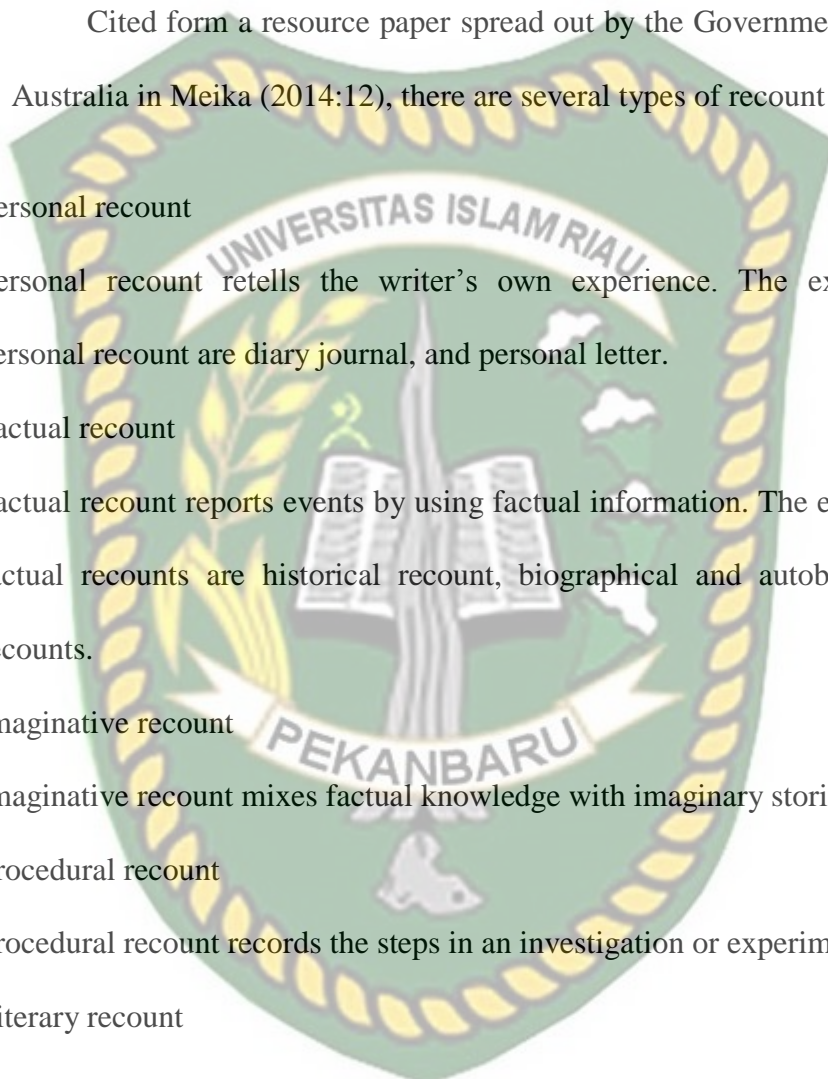 Cited form a resource paper spread out by the Governme
Australia in Meika (2014:12), there are several types of recount
ersonal recount
UNIVERSITAS ISLAM RIAU
ersonal recount retells the writer's own experience. The ex
ersonal recount are diary journal, and personal letter.
actual recount
actual recount reports events by using factual information. The e
actual recounts are historical recount, biographical and autob
ecounts.
maginative recount
PEKANBARU
maginative recount mixes factual knowledge with imaginary stori
rocedural recount
rocedural recount records the steps in an investigation or experim
iterary recount